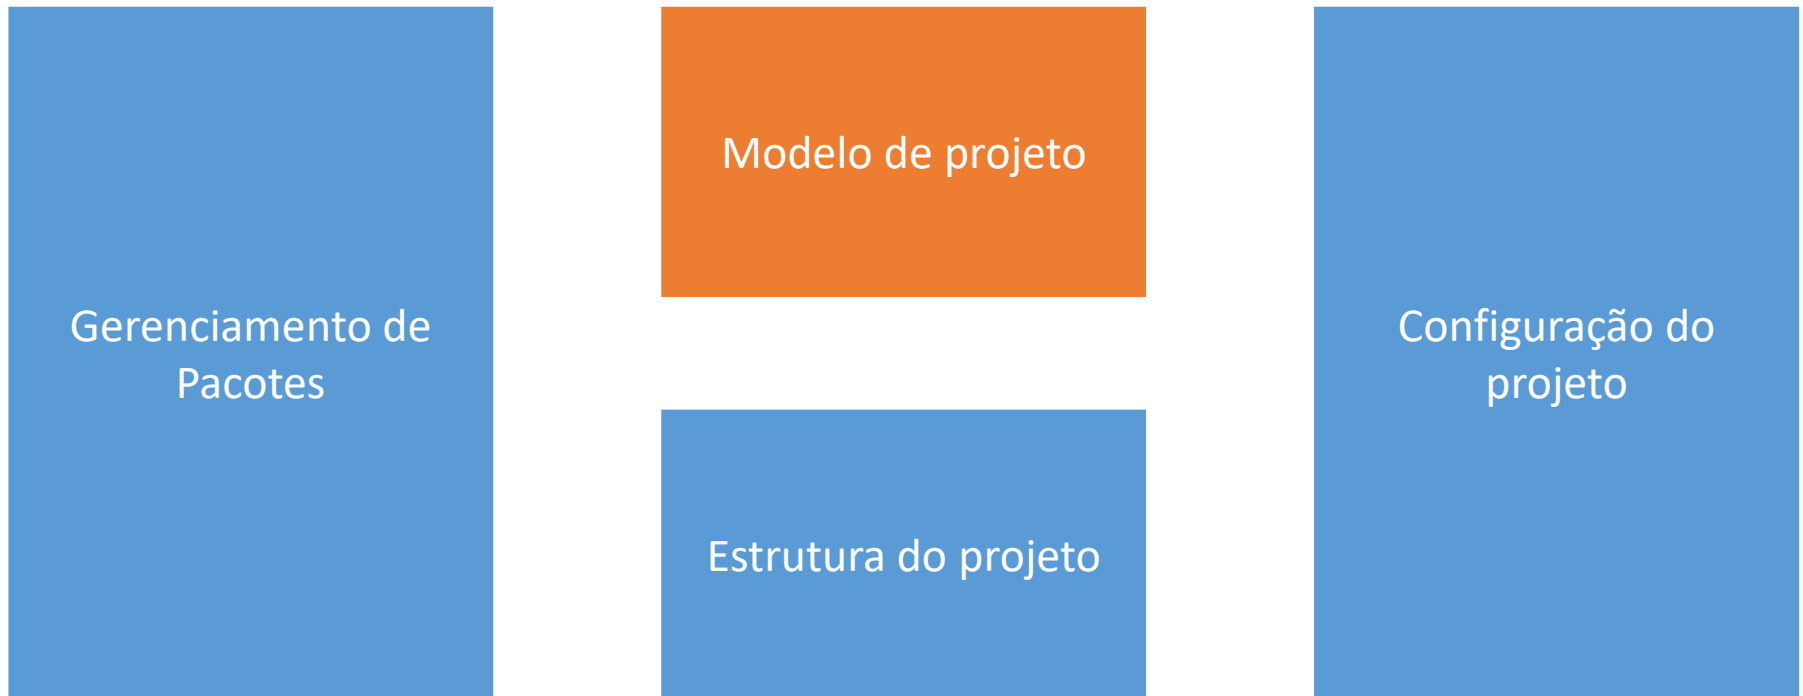 Gerenciamento de
Pacotes
Modelo de projeto
Estrutura do projeto
Configuração do
projeto